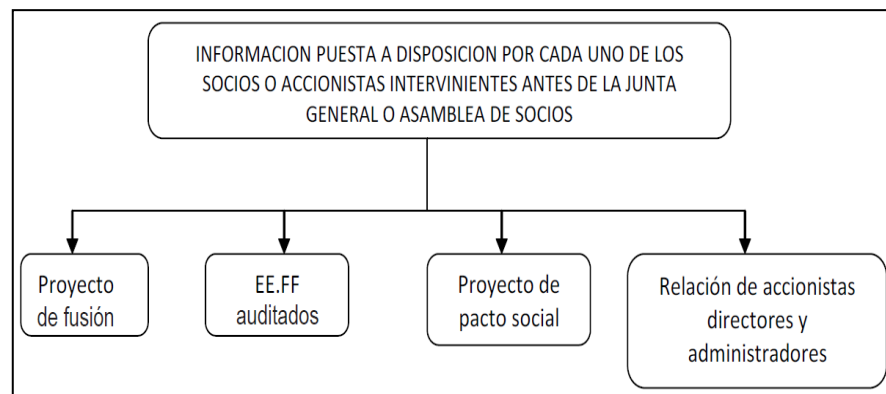 INFORMACION PUESTA A DISPOSICION POR CADA UNO DE LOS
SOCIOS O ACCIONISTAS INTERVINIENTES ANTES DE LA JUNTA
GENERAL O ASAMBLEA DE SOCIOS
Proyecto
de fusión
EE.FF
auditados
Proyecto de
pacto social
Relación de accionistas
directores y
administradores